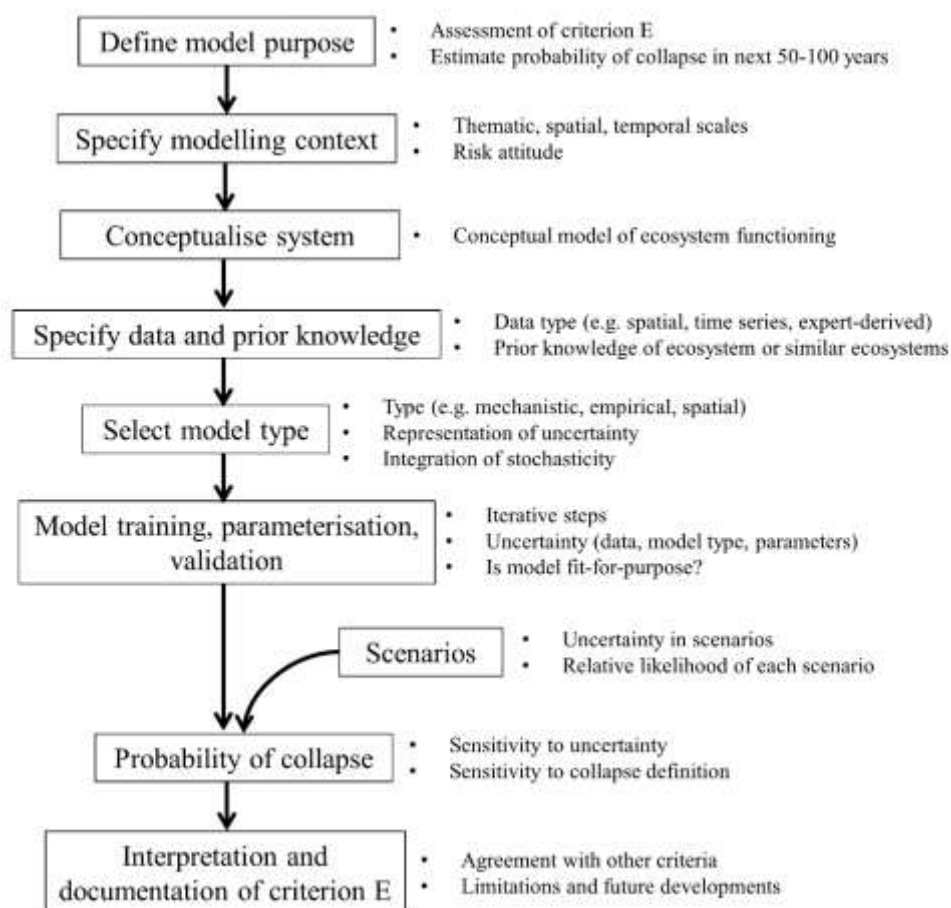 Define model purpose
• Assessment of criterion E
• Estimate probability of collapse in next 50-100 years
Specify modelling context
• Thematic, spatial, temporal scales
• Risk attitude
Conceptualise system
• Conceptual model of ecosystem functioning
Specify data and prior knowledge
• Data type (e.g. spatial, time series, expert-derived)
• Prior knowledge of ecosystem or similar ecosystems
Select model type
• Type (e.g. mechanistic, empirical, spatial)
• Representation of uncertainty
• Integration of stochasticity
Model training, parameterisation,
validation
• Iterative steps
• Uncertainty (data, model type, parameters)
• Is model fit-for-purpose?
Scenarios
• Uncertainty in scenarios
• Relative likelihood of each scenario
Probability of collapse
• Sensitivity to uncertainty
• Sensitivity to collapse definition
Interpretation and
documentation of criterion E
• Agreement with other criteria
• Limitations and future developments